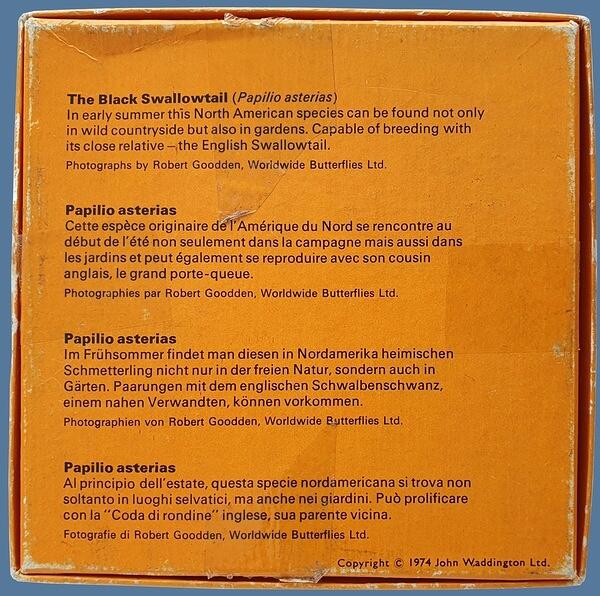 The Black Swallowtail (Papilio asterias)
In early summer this North American species can be found not only
in wild countryside but also in gardens. Capable of breeding with
its close relative – the English Swallowtail.
Photographs by Robert Goodden, Worldwide Butterflies Ltd.
Papilio asterias
Cette espèce originaire de l'Amérique du Nord se rencontre au
début de l'été non seulement dans la campagne mais aussi dans
les jardins et peut également se reproduire avec son cousin
anglais, le grand porte-queue.
Photographies par Robert Goodden, Worldwide Butterflies Ltd.
Papilio asterias
Im Frühsommer findet man diesen in Nordamerika heimischen
Schmetterling nicht nur in der freien Natur, sondern auch in
Gärten. Paarungen mit dem englischen Schwalbenschwanz,
einem nahen Verwandten, können vorkommen.
Photographien von Robert Goodden, Worldwide Butterflies Ltd.
Papilio asterias
Al principio dell'estate, questa specie nordamericana si trova non
soltanto in luoghi selvatici, ma anche nei giardini. Può prolificare
con la "Coda di rondine" inglese, sua parente vicina.
Fotografie di Robert Goodden, Worldwide Butterflies Ltd.
Copyright © 1974 John Waddington Ltd.